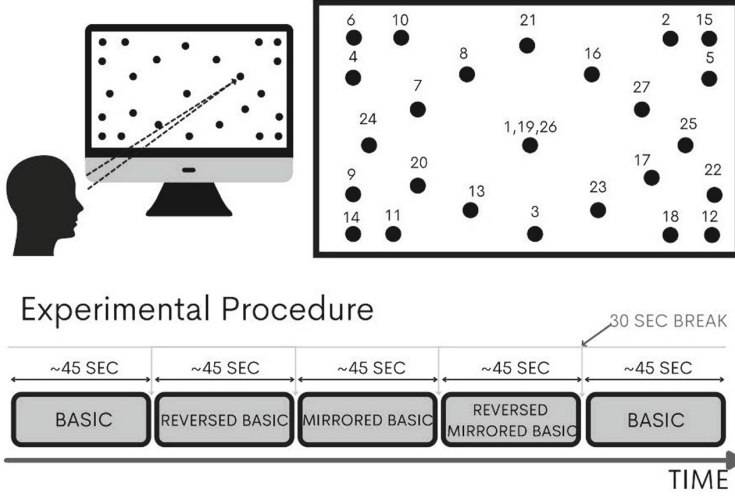 6 10 21 2 15
4 8 16 5
7 27
24 1,19,26 25
9 20 17 22
13 23
14 11 3 18 12
Experimental Procedure
30 SEC BREAK
~45 SEC ~45 SEC ~45 SEC ~45 SEC ~45 SEC
BASIC
REVERSED BASIC
MIRRORED BASIC
REVERSED
MIRRORED BASIC
BASIC
TIME